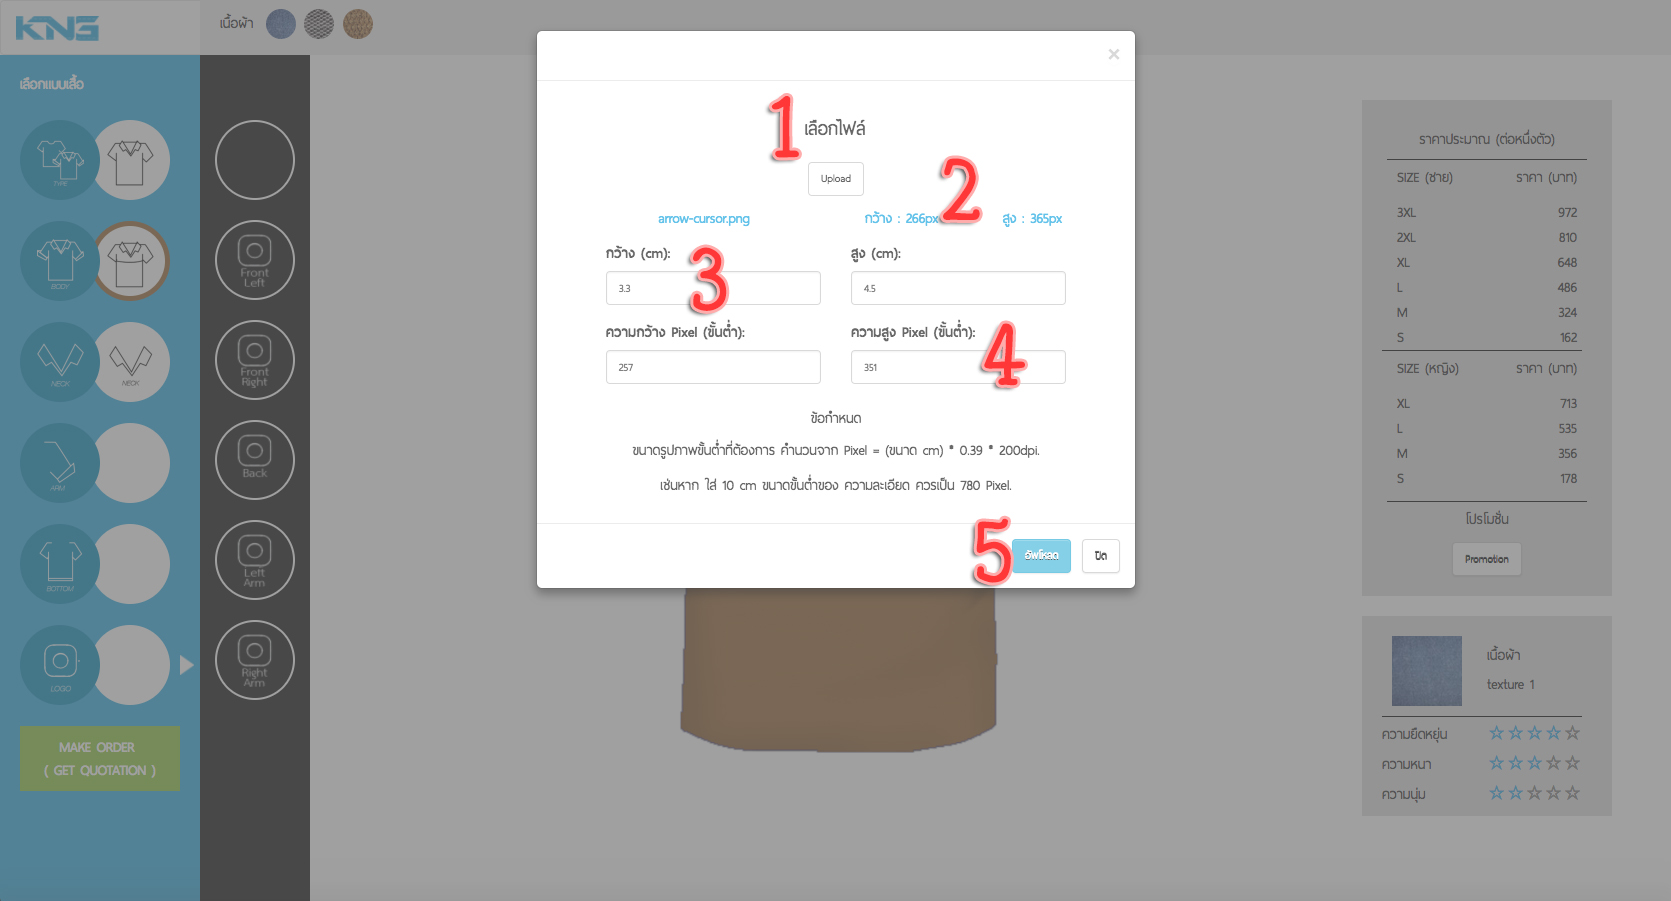 KNG
เนื้อผ้า
เลือกแบบเสื้อ
TYPE
BODY
NECK
NECK
ARM
BOTTOM
LOGO
MAKE ORDER
( GET QUOTATION )
Front
Left
Front
Right
Back
Left
Arm
Right
Arm
×
1
เลือกไฟล์
Upload
2
arrow-cursor.png กว้าง : 266px สูง : 365px
กว้าง (cm): สูง (cm):
3
3.3 4.5
ความกว้าง Pixel (ขั้นต่ำ): ความสูง Pixel (ขั้นต่ำ):
4
257 351
ข้อกำหนด
ขนาดรูปภาพขั้นต่ำที่ต้องการ คำนวนจาก Pixel = (ขนาด cm) * 0.39 * 200dpi.
เช่นหาก ใส่ 10 cm ขนาดขั้นต่ำของ ความละเอียด ควรเป็น 780 Pixel.
5
อัพโหลด ปิด
ราคาประมาณ (ต่อหนึ่งตัว)
SIZE (ชาย) ราคา (บาท)
3XL 972
2XL 810
XL 648
L 486
M 324
S 162
SIZE (หญิง) ราคา (บาท)
XL 713
L 535
M 356
S 178
โปรโมชั่น
Promotion
เนื้อผ้า
texture 1
ความยืดหยุ่น
ความหนา
ความนุ่ม